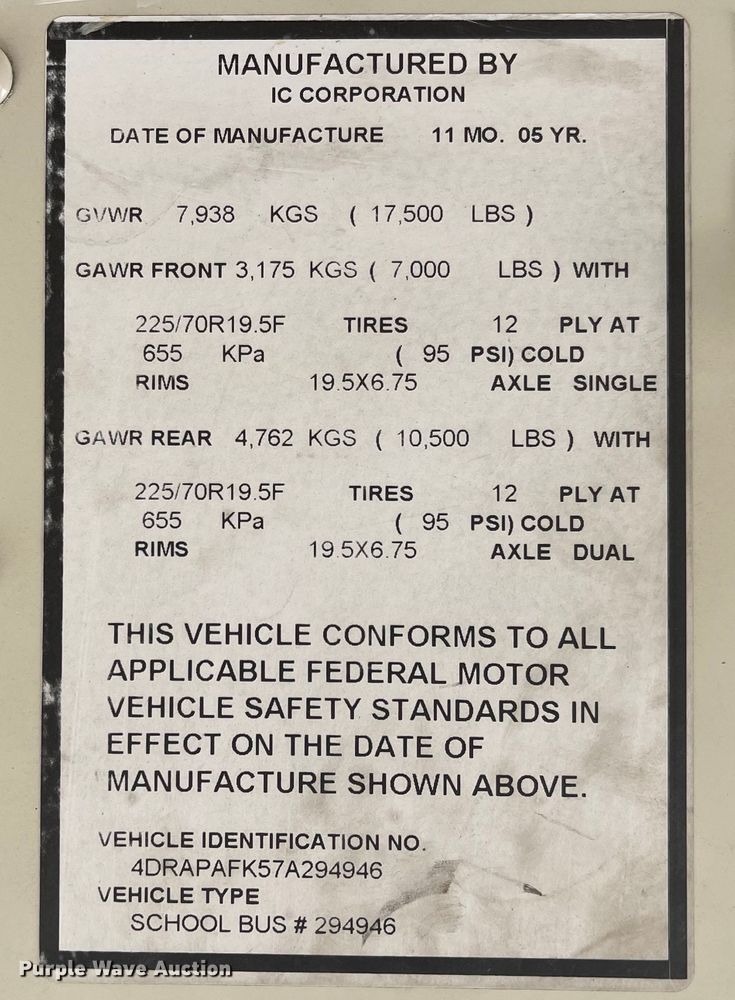 MANUFACTURED BY
IC CORPORATION
DATE OF MANUFACTURE 11 MO. 05 YR.
GVWR 7,938 KGS ( 17,500 LBS )
GAWR FRONT 3,175 KGS ( 7,000 LBS ) WITH
225/70R19.5F TIRES 12 PLY AT
655 KPa ( 95 PSI) COLD
RIMS 19.5X6.75 AXLE SINGLE
GAWR REAR 4,762 KGS ( 10,500 LBS ) WITH
225/70R19.5F TIRES 12 PLY AT
655 KPa ( 95 PSI) COLD
RIMS 19.5X6.75 AXLE DUAL
THIS VEHICLE CONFORMS TO ALL
APPLICABLE FEDERAL MOTOR
VEHICLE SAFETY STANDARDS IN
EFFECT ON THE DATE OF
MANUFACTURE SHOWN ABOVE.
VEHICLE IDENTIFICATION NO.
4DRAPAFK57A294946
VEHICLE TYPE
SCHOOL BUS # 294946
Purple Wave Auction